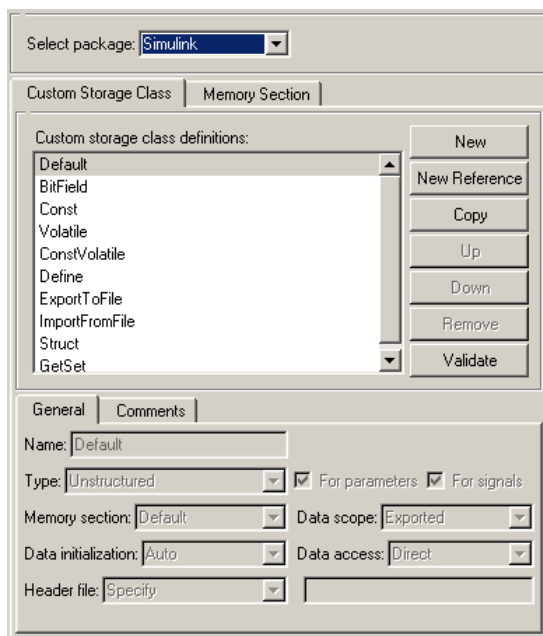 Select package: Simulink
Custom Storage Class Memory Section
Custom storage class definitions:
Default
BitField
Const
Volatile
ConstVolatile
Define
ExportToFile
ImportFromFile
Struct
GetSet
New
New Reference
Copy
Up
Down
Remove
Validate
General Comments
Name: Default
Type: Unstructured For parameters For signals
Memory section: Default Data scope: Exported
Data initialization: Auto Data access: Direct
Header file: Specify